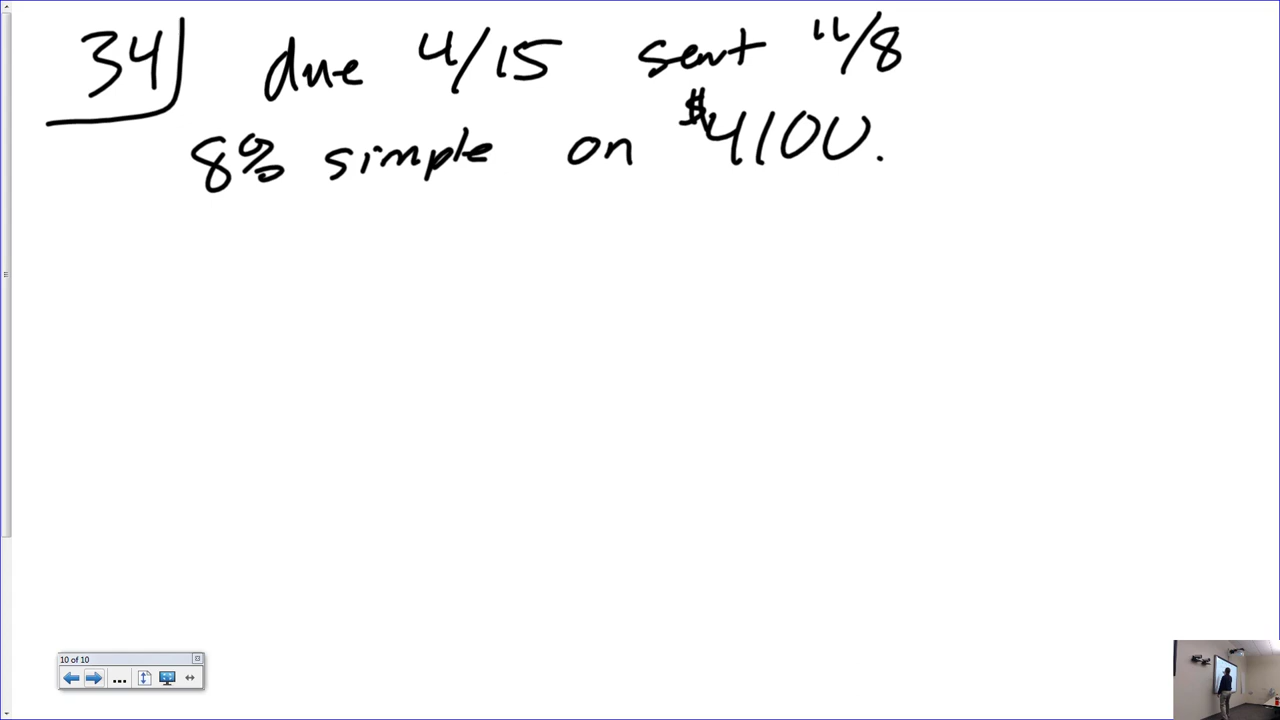 34) due 4/15 sent 11/8
8% simple on $4100.
10 of 10